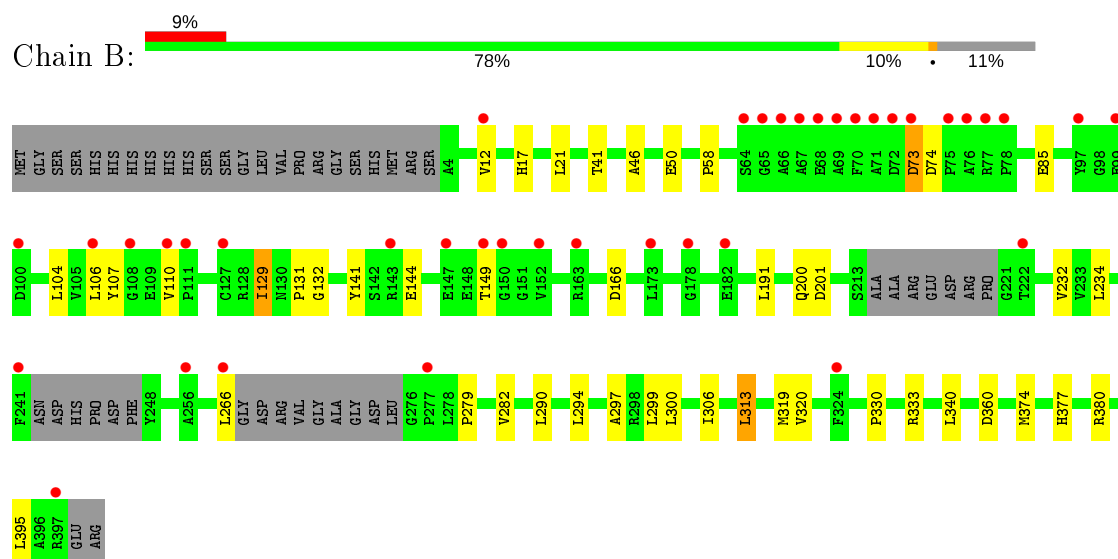 9%
Chain B:
78% 10% • 11%
MET GLY SER SER HIS HIS HIS HIS HIS HIS SER SER GLY LEU VAL PRO ARG GLY SER HIS MET ARG SER A4 V12 H17 L21 T41 A46 E50 P58 S64 G65 A66 A67 E68 A69 F70 A71 D72 D73 D74 P75 A76 R77 P78 E85 Y97 G98 E99
D100 L104 V105 L106 Y107 G108 E109 V110 P111 C127 R128 I129 N130 P131 G132 Y141 S142 R143 E144 E147 E148 T149 G150 G151 V152 R163 D166 L173 G178 E182 L191 Q200 D201 S213 ALA ALA ARG GLU ASP ARG PRO G221 T222 V232 V233 L234
F241 ASN ASP HIS PRO ASP PHE Y248 A256 L266 GLY ASP ARG VAL GLY ALA GLY ASP LEU G276 P277 L278 P279 V282 L290 L294 A297 R298 L299 L300 I306 L313 M319 V320 F324 P330 R333 L340 D360 M374 H377 R380
L395 A396 R397 GLU ARG